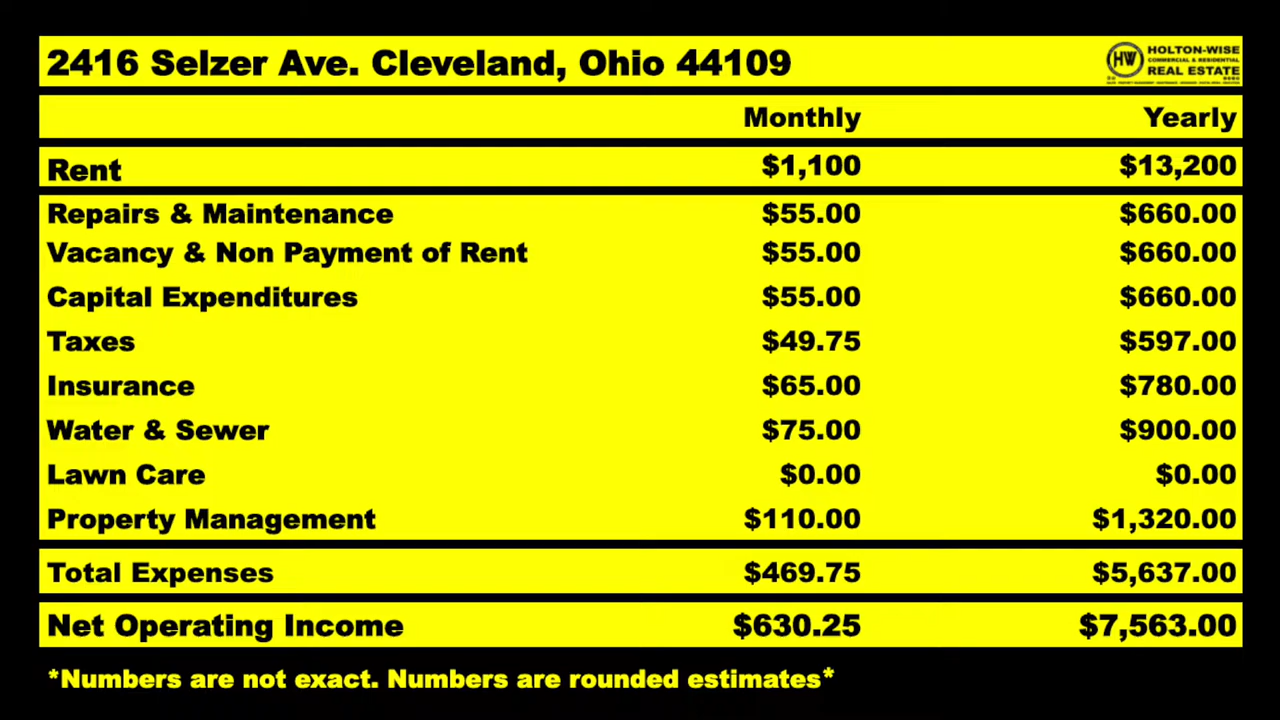 2416 Selzer Ave. Cleveland, Ohio 44109
HW
HOLTON-WISE
COMMERCIAL & RESIDENTIAL
REAL ESTATE
Monthly Yearly
Rent $1,100 $13,200
Repairs & Maintenance $55.00 $660.00
Vacancy & Non Payment of Rent $55.00 $660.00
Capital Expenditures $55.00 $660.00
Taxes $49.75 $597.00
Insurance $65.00 $780.00
Water & Sewer $75.00 $900.00
Lawn Care $0.00 $0.00
Property Management $110.00 $1,320.00
Total Expenses $469.75 $5,637.00
Net Operating Income $630.25 $7,563.00
*Numbers are not exact. Numbers are rounded estimates*